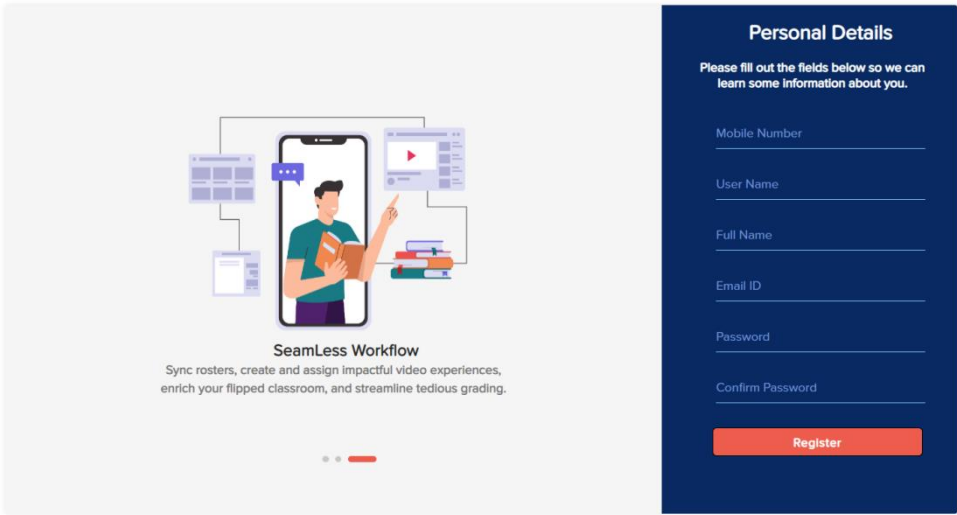 SeamLess Workflow
Sync rosters, create and assign impactful video experiences,
enrich your flipped classroom, and streamline tedious grading.
Personal Details
Please fill out the fields below so we can
learn some information about you.
Mobile Number
User Name
Full Name
Email ID
Password
Confirm Password
Register